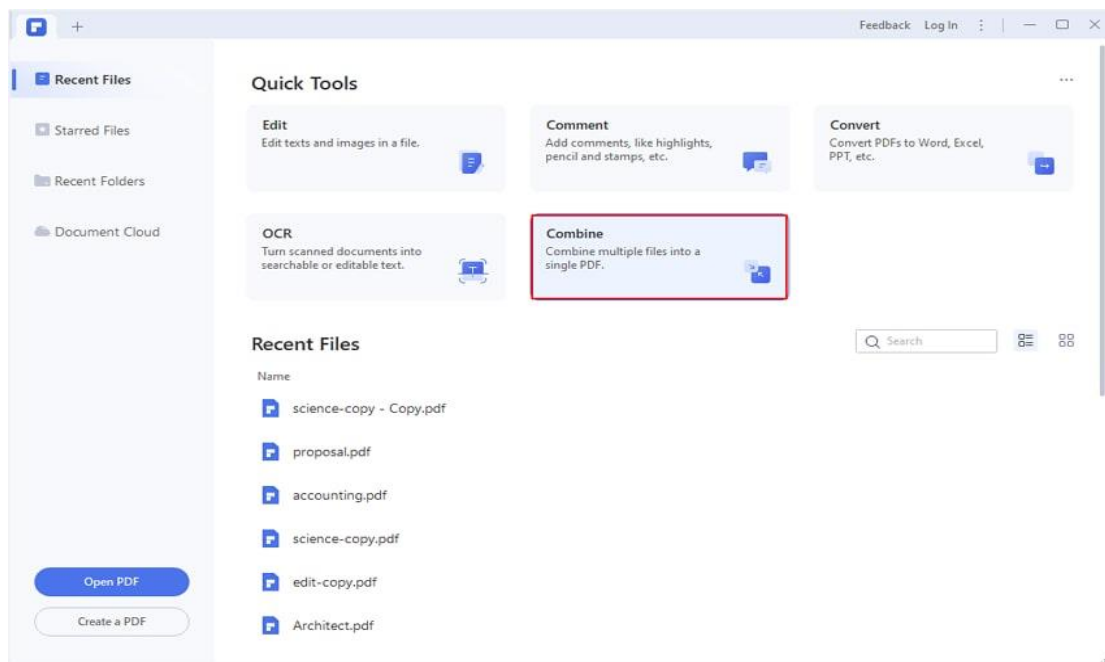 Feedback Log In
Recent Files
Starred Files
Recent Folders
Document Cloud
Open PDF
Create a PDF
Quick Tools
Edit
Edit texts and images in a file.
Comment
Add comments, like highlights,
pencil and stamps, etc.
Convert
Convert PDFs to Word, Excel,
PPT, etc.
OCR
Turn scanned documents into
searchable or editable text.
Combine
Combine multiple files into a
single PDF.
Recent Files
Search
Name
science-copy - Copy.pdf
proposal.pdf
accounting.pdf
science-copy.pdf
edit-copy.pdf
Architect.pdf